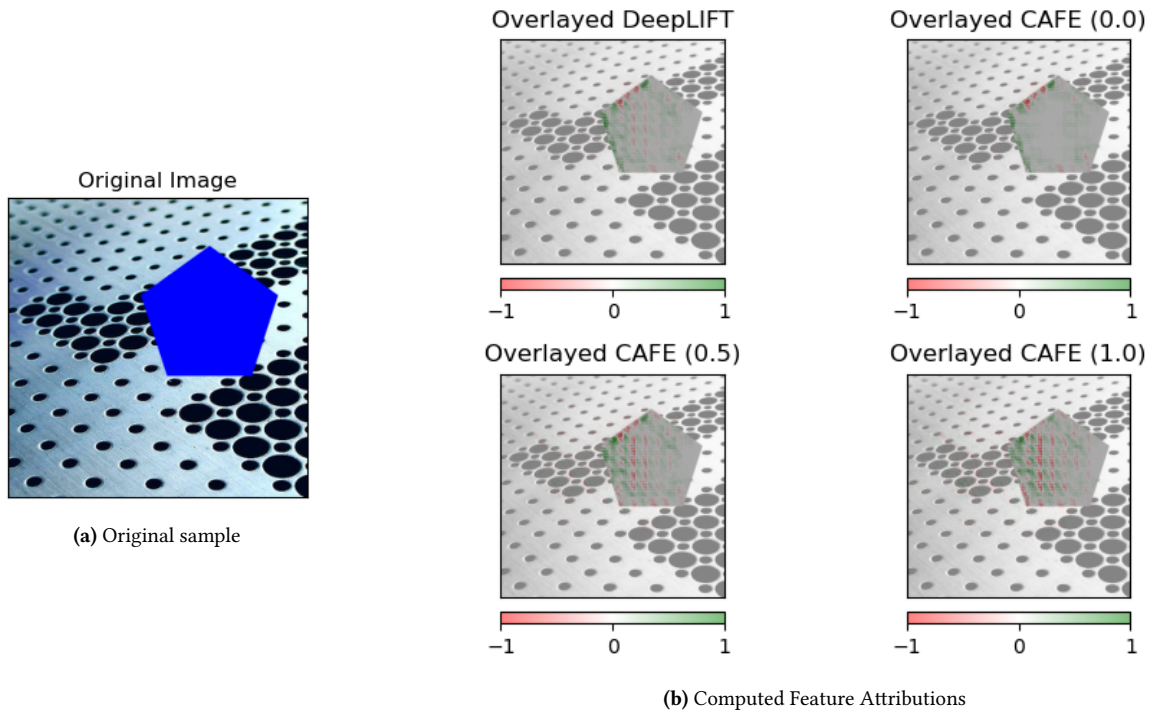 Original Image
(a) Original sample
Overlayed DeepLIFT
−1 0 1
Overlayed CAFE (0.0)
−1 0 1
Overlayed CAFE (0.5)
−1 0 1
Overlayed CAFE (1.0)
−1 0 1
(b) Computed Feature Attributions